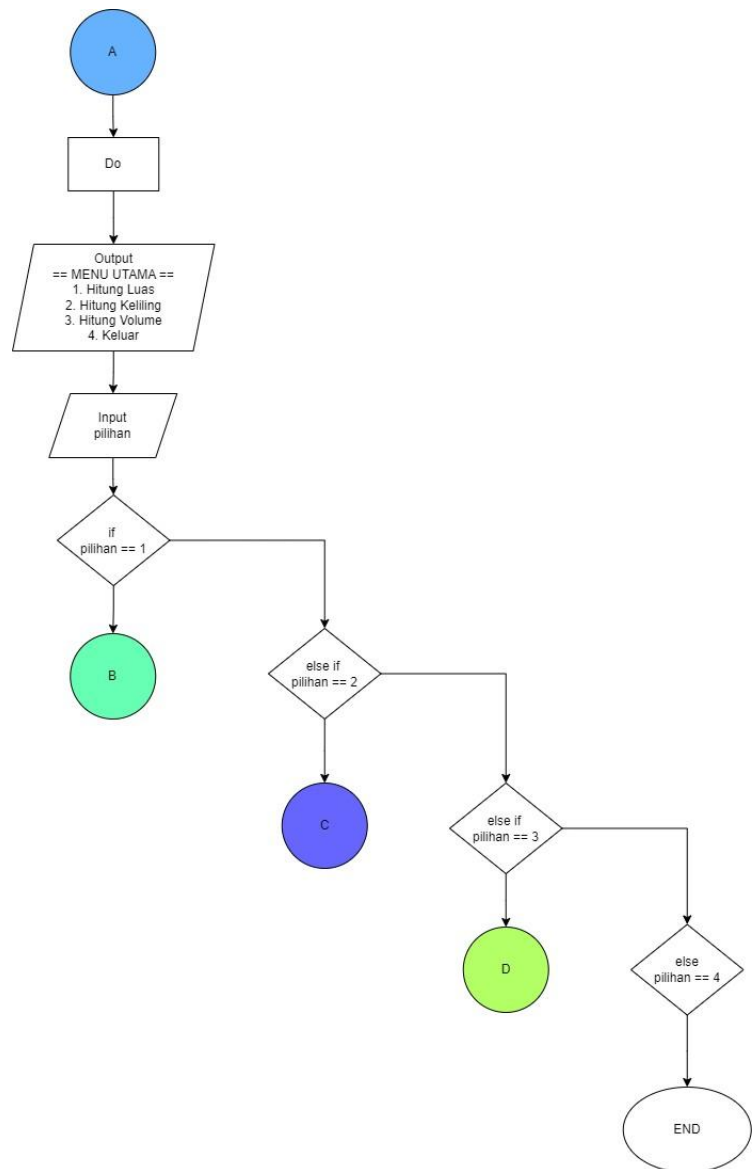 A
Do
Output
== MENU UTAMA ==
1. Hitung Luas
2. Hitung Keliling
3. Hitung Volume
4. Keluar
Input
pilihan
if
pilihan == 1
B
else if
pilihan == 2
C
else if
pilihan == 3
D
else
pilihan == 4
END